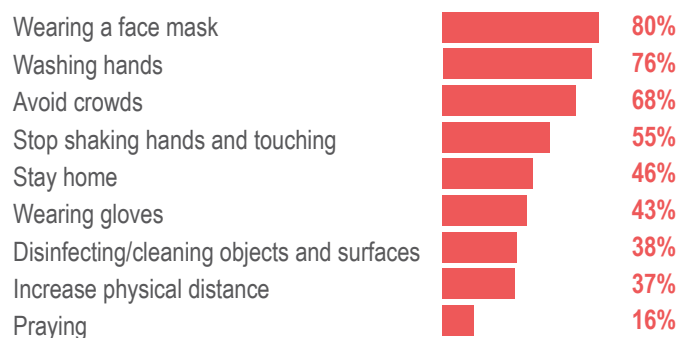 Wearing a face mask 80%
Washing hands 76%
Avoid crowds 68%
Stop shaking hands and touching 55%
Stay home 46%
Wearing gloves 43%
Disinfecting/cleaning objects and surfaces 38%
Increase physical distance 37%
Praying 16%